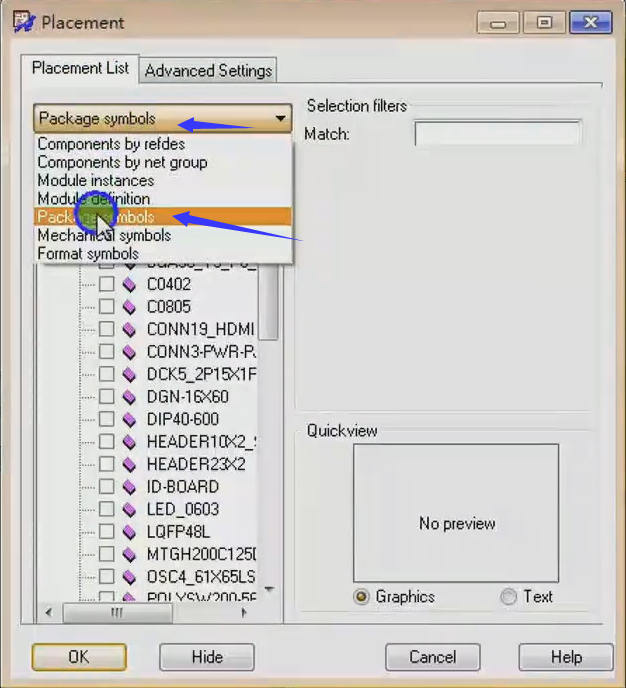 Placement
Placement List
Advanced Settings
Package symbols
Components by refdes
Components by net group
Module instances
Module definition
Package symbols
Mechanical symbols
Format symbols
C0402
C0805
CONN19_HDMI
CONN3-PWR-P
DCK5_2P15X1F
DGN-16X60
DIP40-600
HEADER10X2_
HEADER23X2
ID-BOARD
LED_0603
LQFP48L
MTGH200C125
OSC4_61X65LS
POLYSW200-5
OK
Hide
Selection filters
Match:
Quickview
No preview
Graphics
Text
Cancel
Help